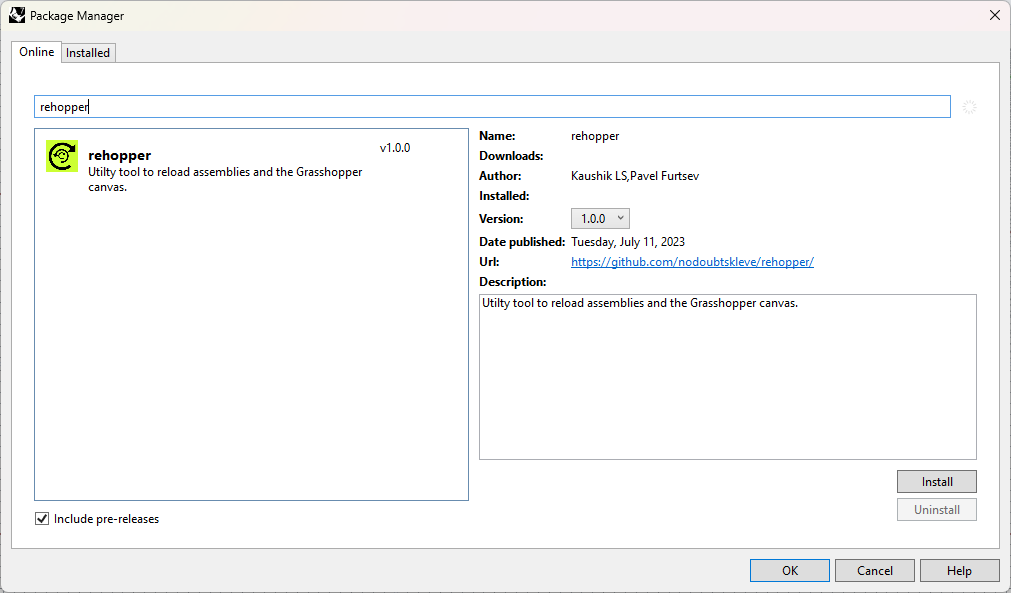 Package Manager
Online
Installed
rehopper
rehopper
v1.0.0
Utilty tool to reload assemblies and the Grasshopper
canvas.
Name: rehopper
Downloads:
Author: Kaushik LS,Pavel Furtsev
Installed:
Version: 1.0.0
Date published: Tuesday, July 11, 2023
Url: https://github.com/nodoubtskleve/rehopper/
Description:
Utilty tool to reload assemblies and the Grasshopper canvas.
Install
Uninstall
Include pre-releases
OK
Cancel
Help